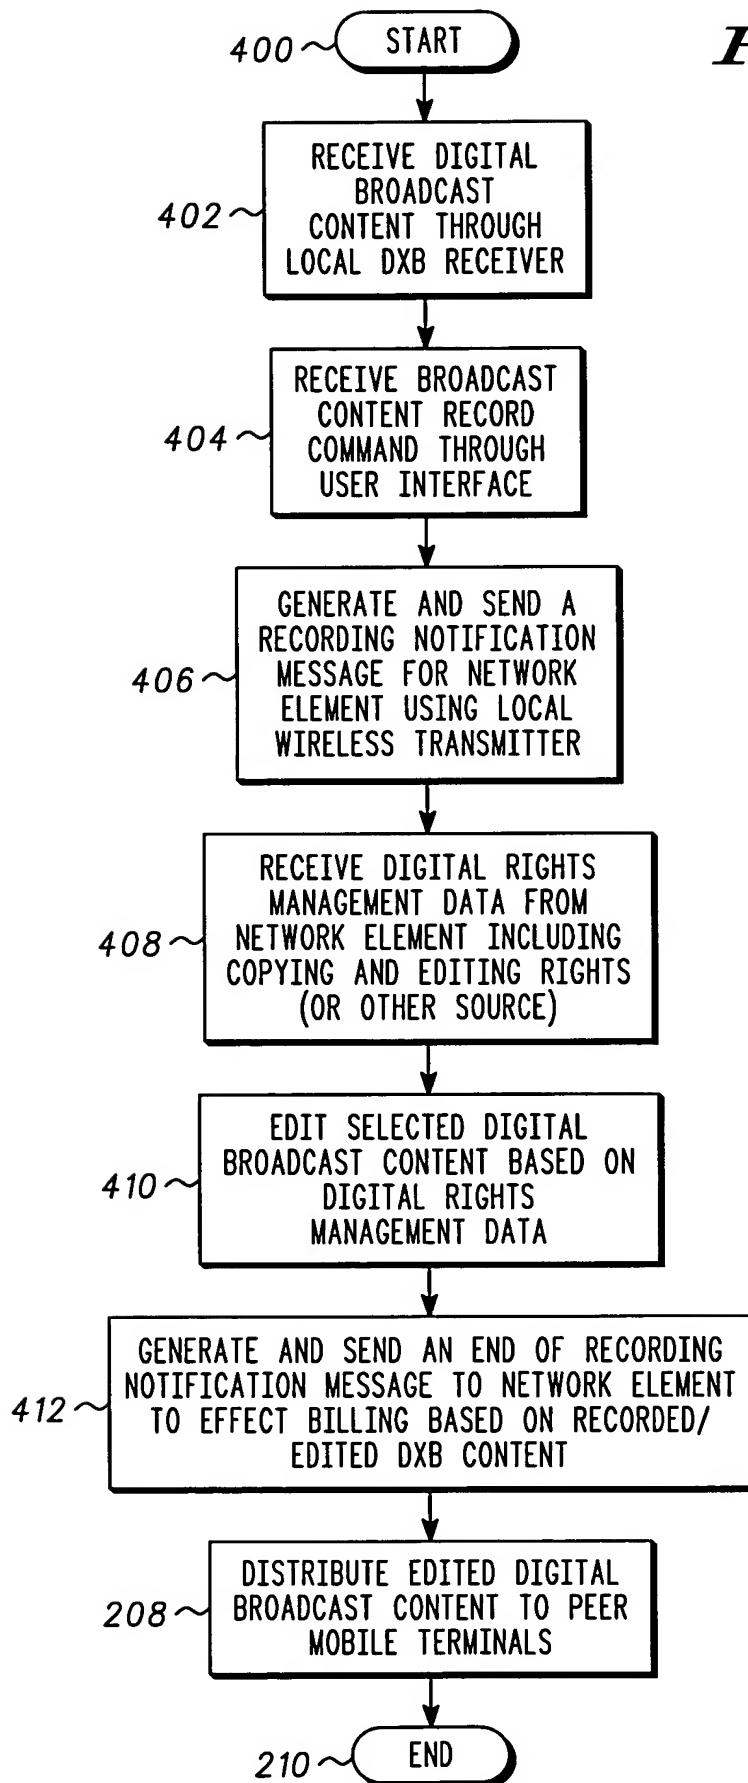 400
START
402
RECEIVE DIGITAL
BROADCAST
CONTENT THROUGH
LOCAL DXB RECEIVER
404
RECEIVE BROADCAST
CONTENT RECORD
COMMAND THROUGH
USER INTERFACE
406
GENERATE AND SEND A
RECORDING NOTIFICATION
MESSAGE FOR NETWORK
ELEMENT USING LOCAL
WIRELESS TRANSMITTER
408
RECEIVE DIGITAL RIGHTS
MANAGEMENT DATA FROM
NETWORK ELEMENT INCLUDING
COPYING AND EDITING RIGHTS
(OR OTHER SOURCE)
410
EDIT SELECTED DIGITAL
BROADCAST CONTENT BASED ON
DIGITAL RIGHTS
MANAGEMENT DATA
412
GENERATE AND SEND AN END OF RECORDING
NOTIFICATION MESSAGE TO NETWORK ELEMENT
TO EFFECT BILLING BASED ON RECORDED/
EDITED DXB CONTENT
208
DISTRIBUTE EDITED DIGITAL
BROADCAST CONTENT TO PEER
MOBILE TERMINALS
210
END